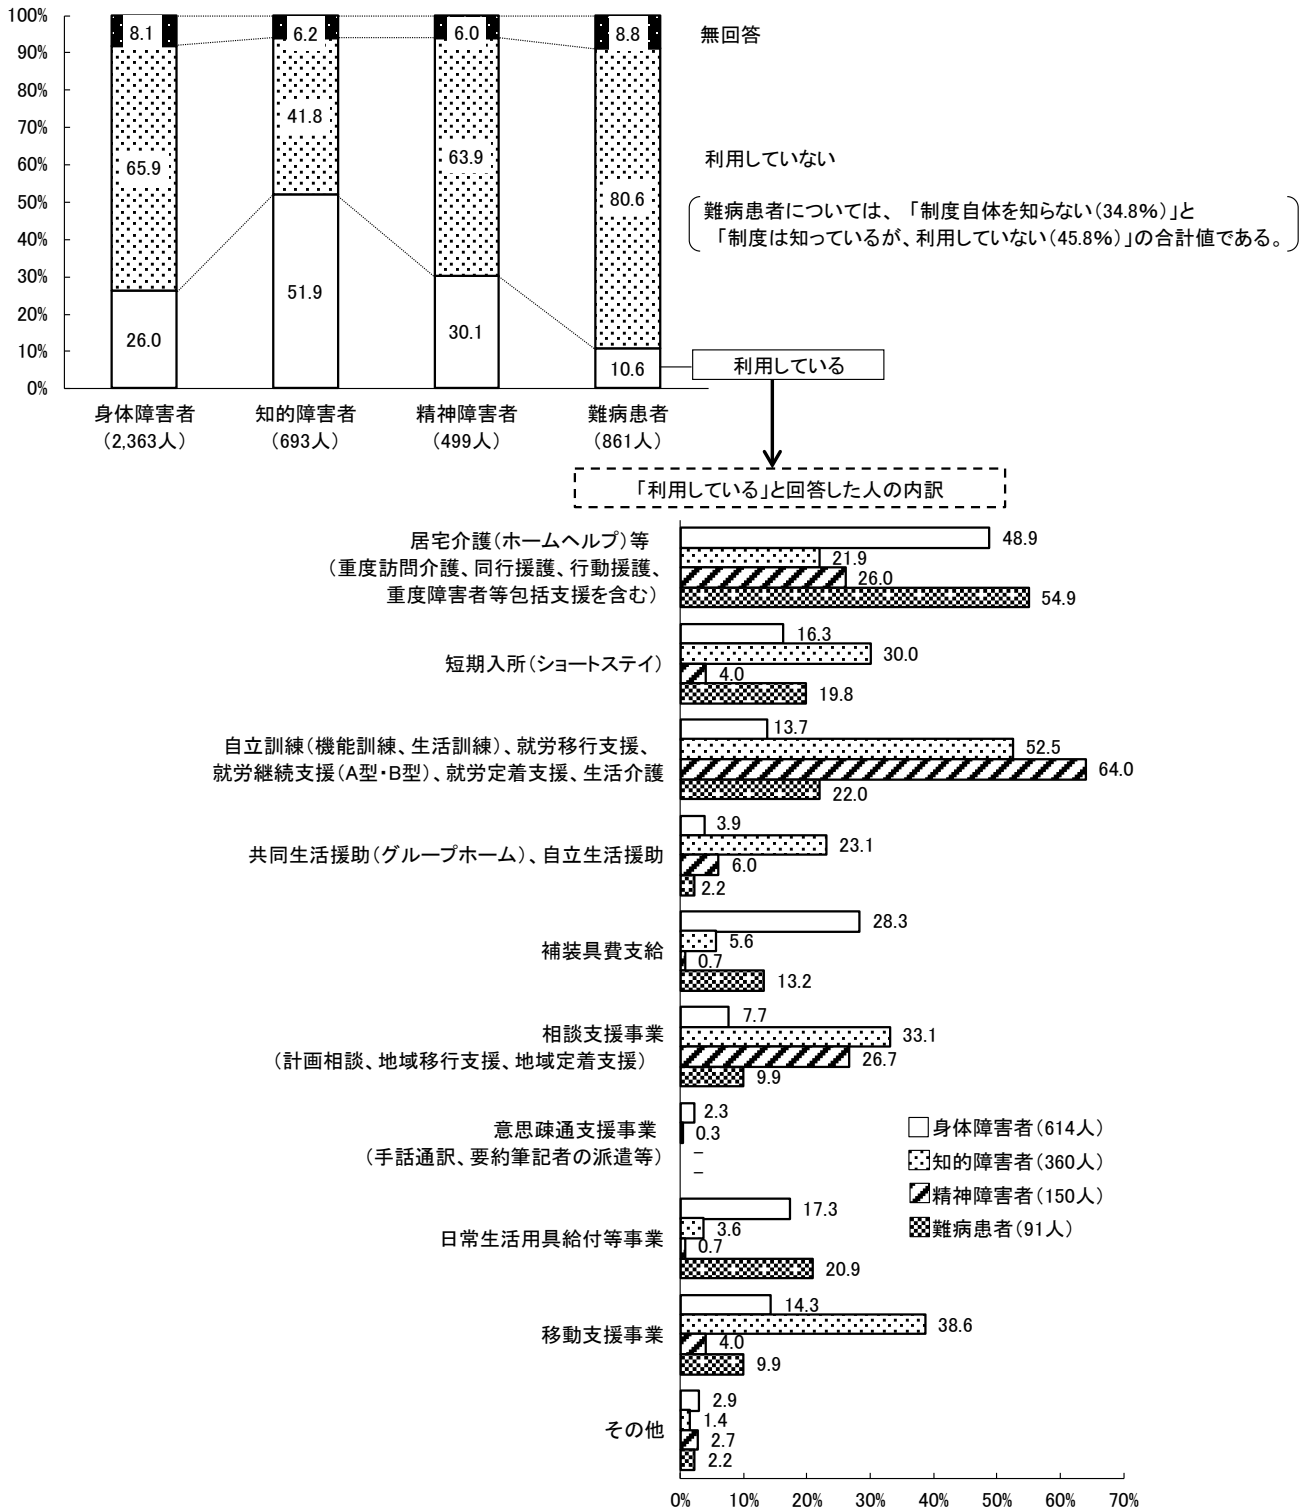 100%
90%
80%
70%
60%
50%
40%
30%
20%
10%
0%
8.1
6.2
6.0
8.8
65.9
41.8
63.9
80.6
26.0
51.9
30.1
10.6
無回答
利用していない
難病患者については、「制度自体を知らない(34.8%)」と
「制度は知っているが、利用していない(45.8%)」の合計値である。
利用している
身体障害者 知的障害者 精神障害者 難病患者
(2,363人) (693人) (499人) (861人)
「利用している」と回答した人の内訳
居宅介護(ホームヘルプ)等
(重度訪問介護、同行援護、行動援護、
重度障害者等包括支援を含む)
48.9
21.9
26.0
54.9
短期入所(ショートステイ)
16.3
30.0
4.0
19.8
自立訓練(機能訓練、生活訓練)、就労移行支援、
就労継続支援(A型・B型)、就労定着支援、生活介護
13.7
52.5
64.0
22.0
共同生活援助(グループホーム)、自立生活援助
3.9
23.1
6.0
2.2
補装具費支給
28.3
5.6
0.7
13.2
相談支援事業
(計画相談、地域移行支援、地域定着支援)
7.7
33.1
26.7
9.9
意思疎通支援事業
(手話通訳、要約筆記者の派遣等)
2.3
0.3
–
–
日常生活用具給付等事業
17.3
3.6
0.7
20.9
移動支援事業
14.3
38.6
4.0
9.9
その他
2.9
1.4
2.7
2.2
身体障害者(614人)
知的障害者(360人)
精神障害者(150人)
難病患者(91人)
0% 10% 20% 30% 40% 50% 60% 70%